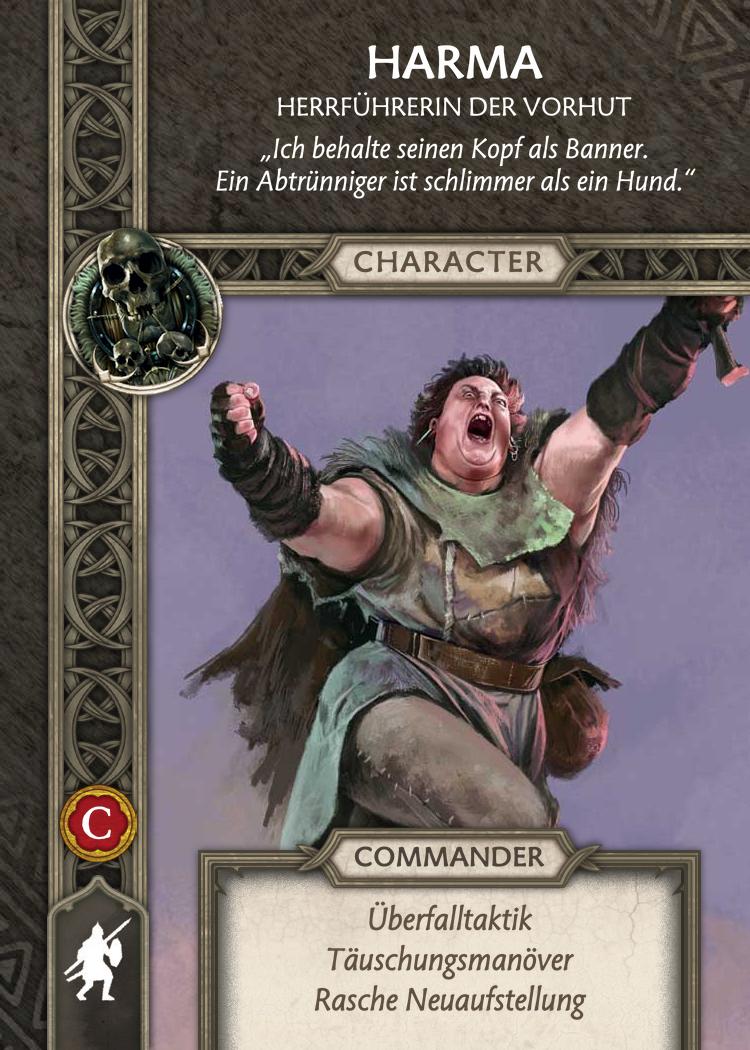 HARMA
HERRFÜHRERIN DER VORHUT
„Ich behalte seinen Kopf als Banner.
Ein Abtrünniger ist schlimmer als ein Hund.“
CHARACTER
C
COMMANDER
Überfalltaktik
Täuschungsmanöver
Rasche Neuaufstellung